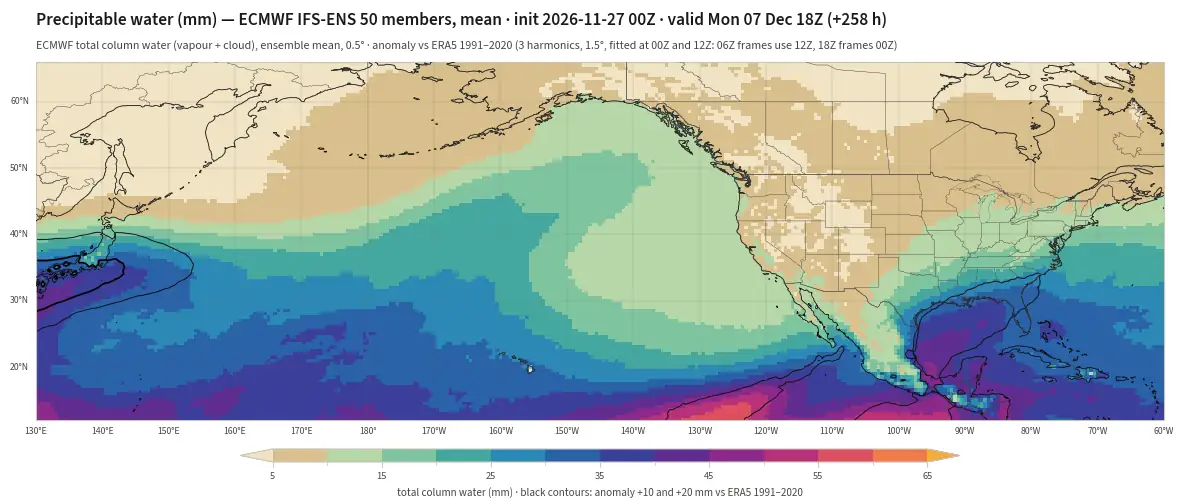 Precipitable water (mm) — ECMWF IFS-ENS 50 members, mean · init 2026-11-27 00Z · valid Mon 07 Dec 18Z (+258 h)
ECMWF total column water (vapour + cloud), ensemble mean, 0.5° · anomaly vs ERA5 1991–2020 (3 harmonics, 1.5°, fitted at 00Z and 12Z: 06Z frames use 12Z, 18Z frames 00Z)
60°N
50°N
40°N
30°N
20°N
130°E 140°E 150°E 160°E 170°E 180° 170°W 160°W 150°W 140°W 130°W 120°W 110°W 100°W 90°W 80°W 70°W 60°W
5 15 25 35 45 55 65
total column water (mm) · black contours: anomaly +10 and +20 mm vs ERA5 1991–2020